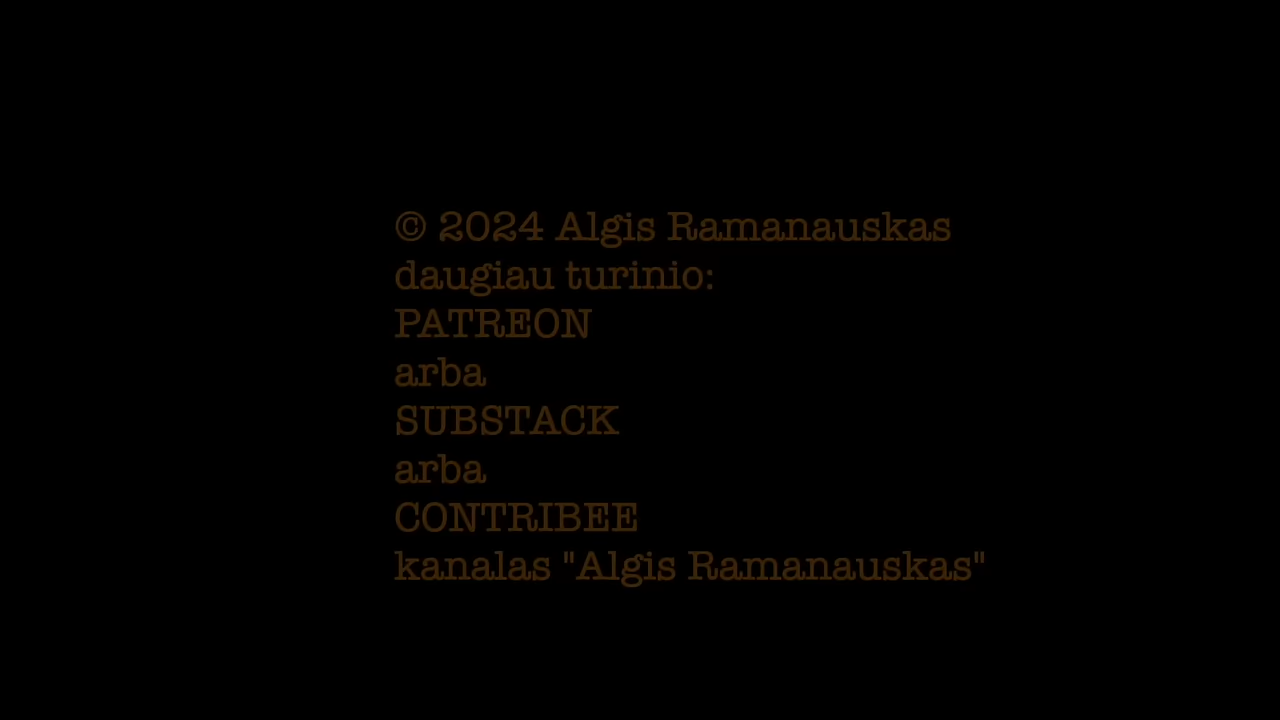 © 2024 Algis Ramanauskas
daugiau turinio:
PATREON
arba
SUBSTACK
arba
CONTRIBEE
kanalas "Algis Ramanauskas"